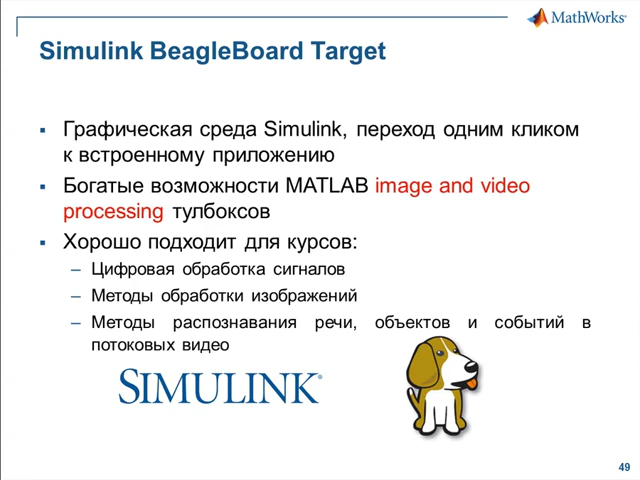 MathWorks®
Simulink BeagleBoard Target
▪ Графическая среда Simulink, переход одним кликом
к встроенному приложению
▪ Богатые возможности MATLAB image and video
processing тулбоксов
▪ Хорошо подходит для курсов:
– Цифровая обработка сигналов
– Методы обработки изображений
– Методы распознавания речи, объектов и событий в
потоковых видео
SIMULINK®
49